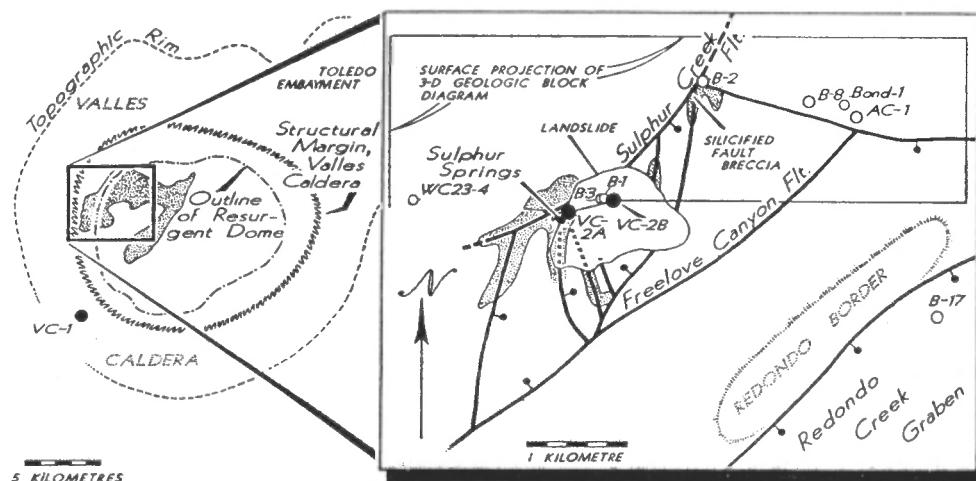 Topographic Rim
VALLES
TOLEDO
EMBAYMENT
Structural
Margin,
Valles
Caldera
Outline
of Resur-
gent Dome
VC-1
CALDERA
5 KILOMETRES
SURFACE PROJECTION OF
3-D GEOLOGIC BLOCK
DIAGRAM
Sulphur Creek Flt.
B-2
B-8 Bond-1
AC-1
LANDSLIDE
SILICIFIED
FAULT
BRECCIA
Sulphur
Springs
WC23-4
B-3
B-1
VC-
2A
VC-2B
Freelove Canyon Flt.
N
REDONDO BORDER
B-17
Redondo
Creek
Graben
1 KILOMETRE